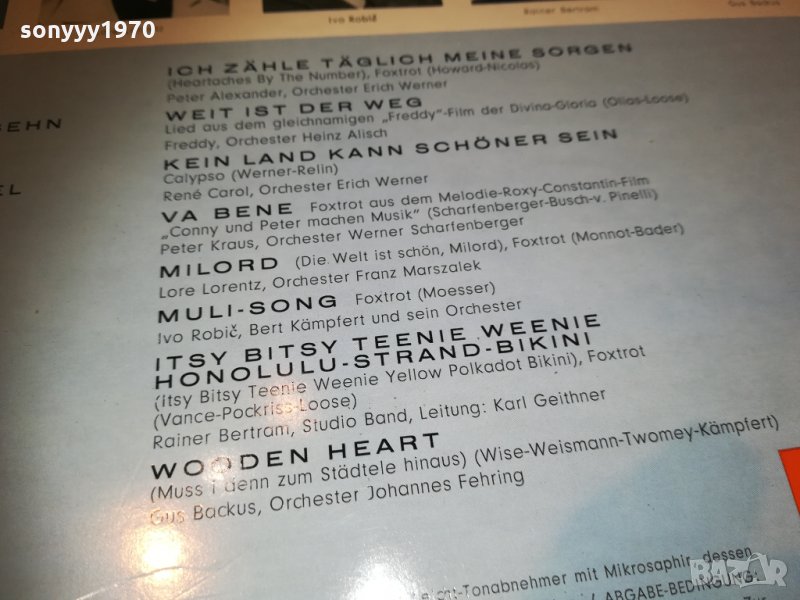 sonyyy1970
Ivo Robič
Rainer Bertram
Gus Backus
BEHN
EL
ICH ZÄHLE TÄGLICH MEINE SORGEN
(Heartaches By The Number), Foxtrot (Howard-Nicolas)
Peter Alexander, Orchester Erich Werner
WEIT IST DER WEG
Lied aus dem gleichnamigen „Freddy"-Film der Divina-Gloria (Olias-Loose)
Freddy, Orchester Heinz Alisch
KEIN LAND KANN SCHÖNER SEIN
Calypso (Werner-Relin)
René Carol, Orchester Erich Werner
VA BENE Foxtrot aus dem Melodie-Roxy-Constantin-Film
„Conny und Peter machen Musik" (Scharfenberger-Busch-v. Pinelli)
Peter Kraus, Orchester Werner Scharfenberger
MILORD (Die Welt ist schön, Milord), Foxtrot (Monnot-Bader)
Lore Lorentz, Orchester Franz Marszalek
MULI-SONG Foxtrot (Moesser)
Ivo Robič, Bert Kämpfert und sein Orchester
ITSY BITSY TEENIE WEENIE
HONOLULU-STRAND-BIKINI
(Itsy Bitsy Teenie Weenie Yellow Polkadot Bikini), Foxtrot
(Vance-Pockriss-Loose)
Rainer Bertram, Studio Band, Leitung: Karl Geithner
WOODEN HEART
(Muss i denn zum Städtele hinaus) (Wise-Weismann-Twomey-Kämpfert)
Gus Backus, Orchester Johannes Fehring
-Tonabnehmer mit Mikrosaphir, dessen
ABGABE-BEDINGUNG:
BAZAR